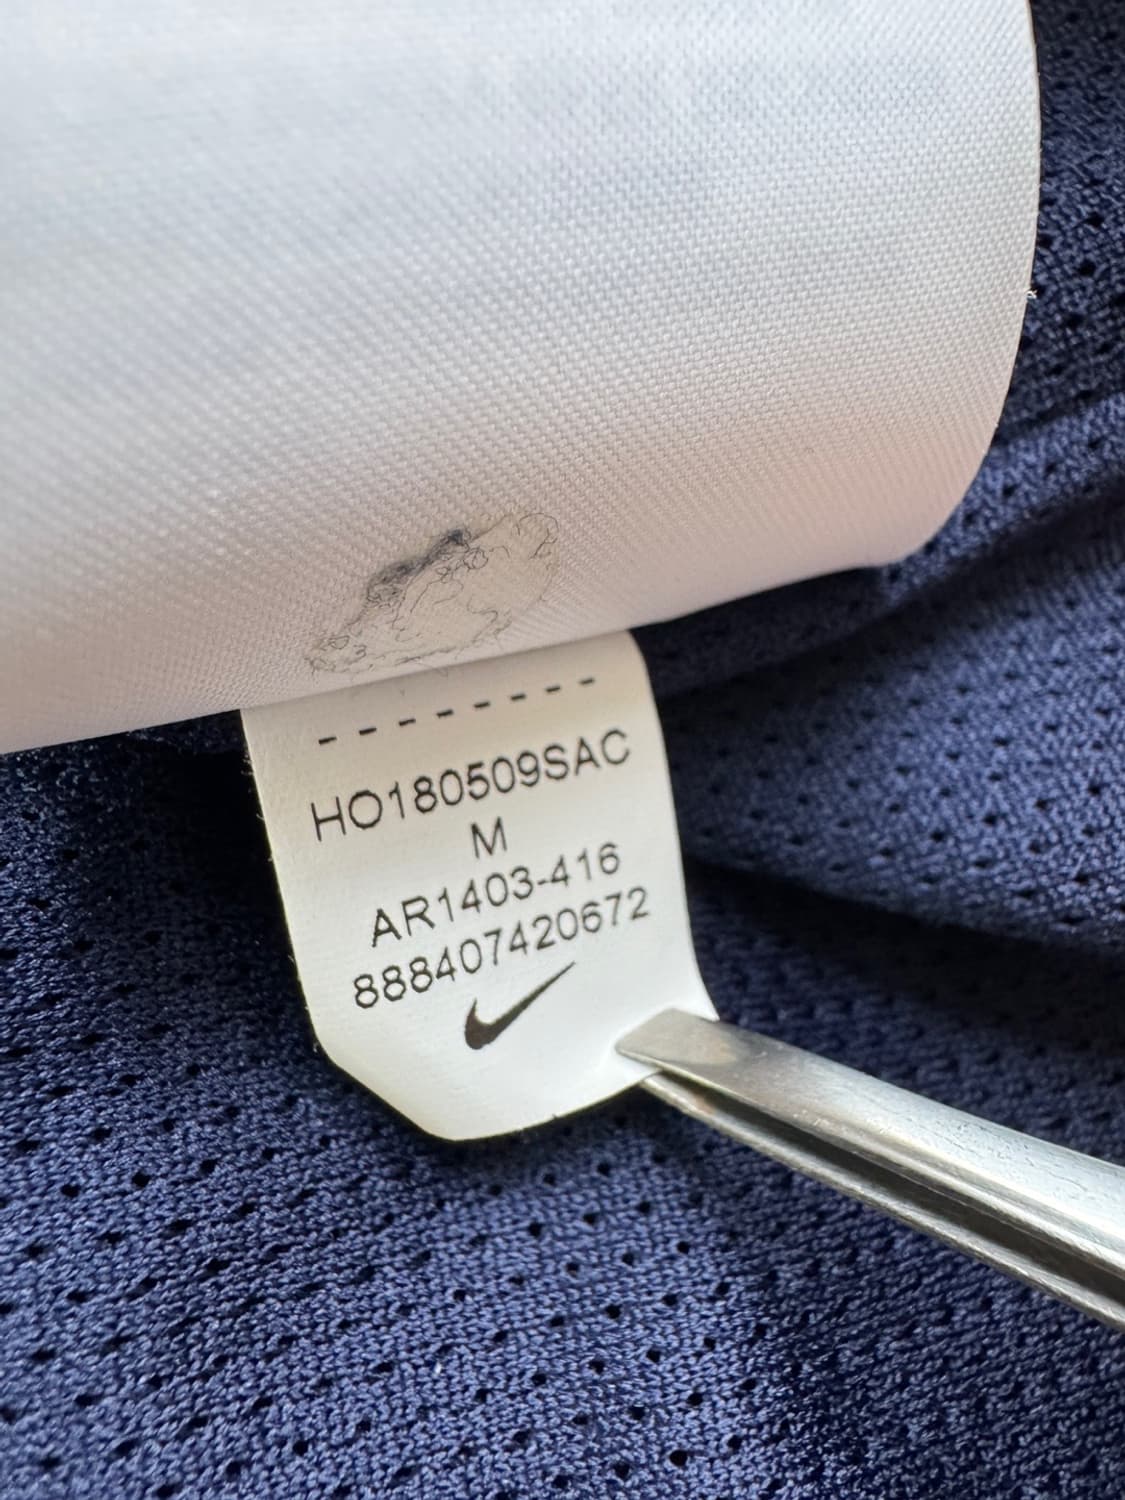 --------
HO180509SAC
M
AR1403-416
888407420672